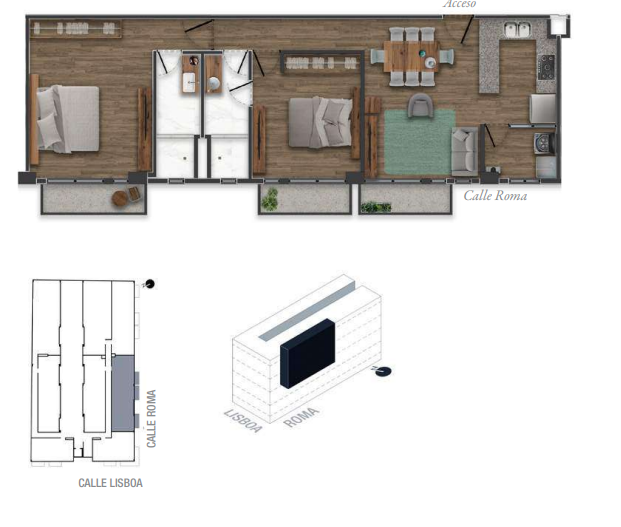 Acceso
Calle Roma
CALLE ROMA
LISBOA
ROMA
CALLE LISBOA